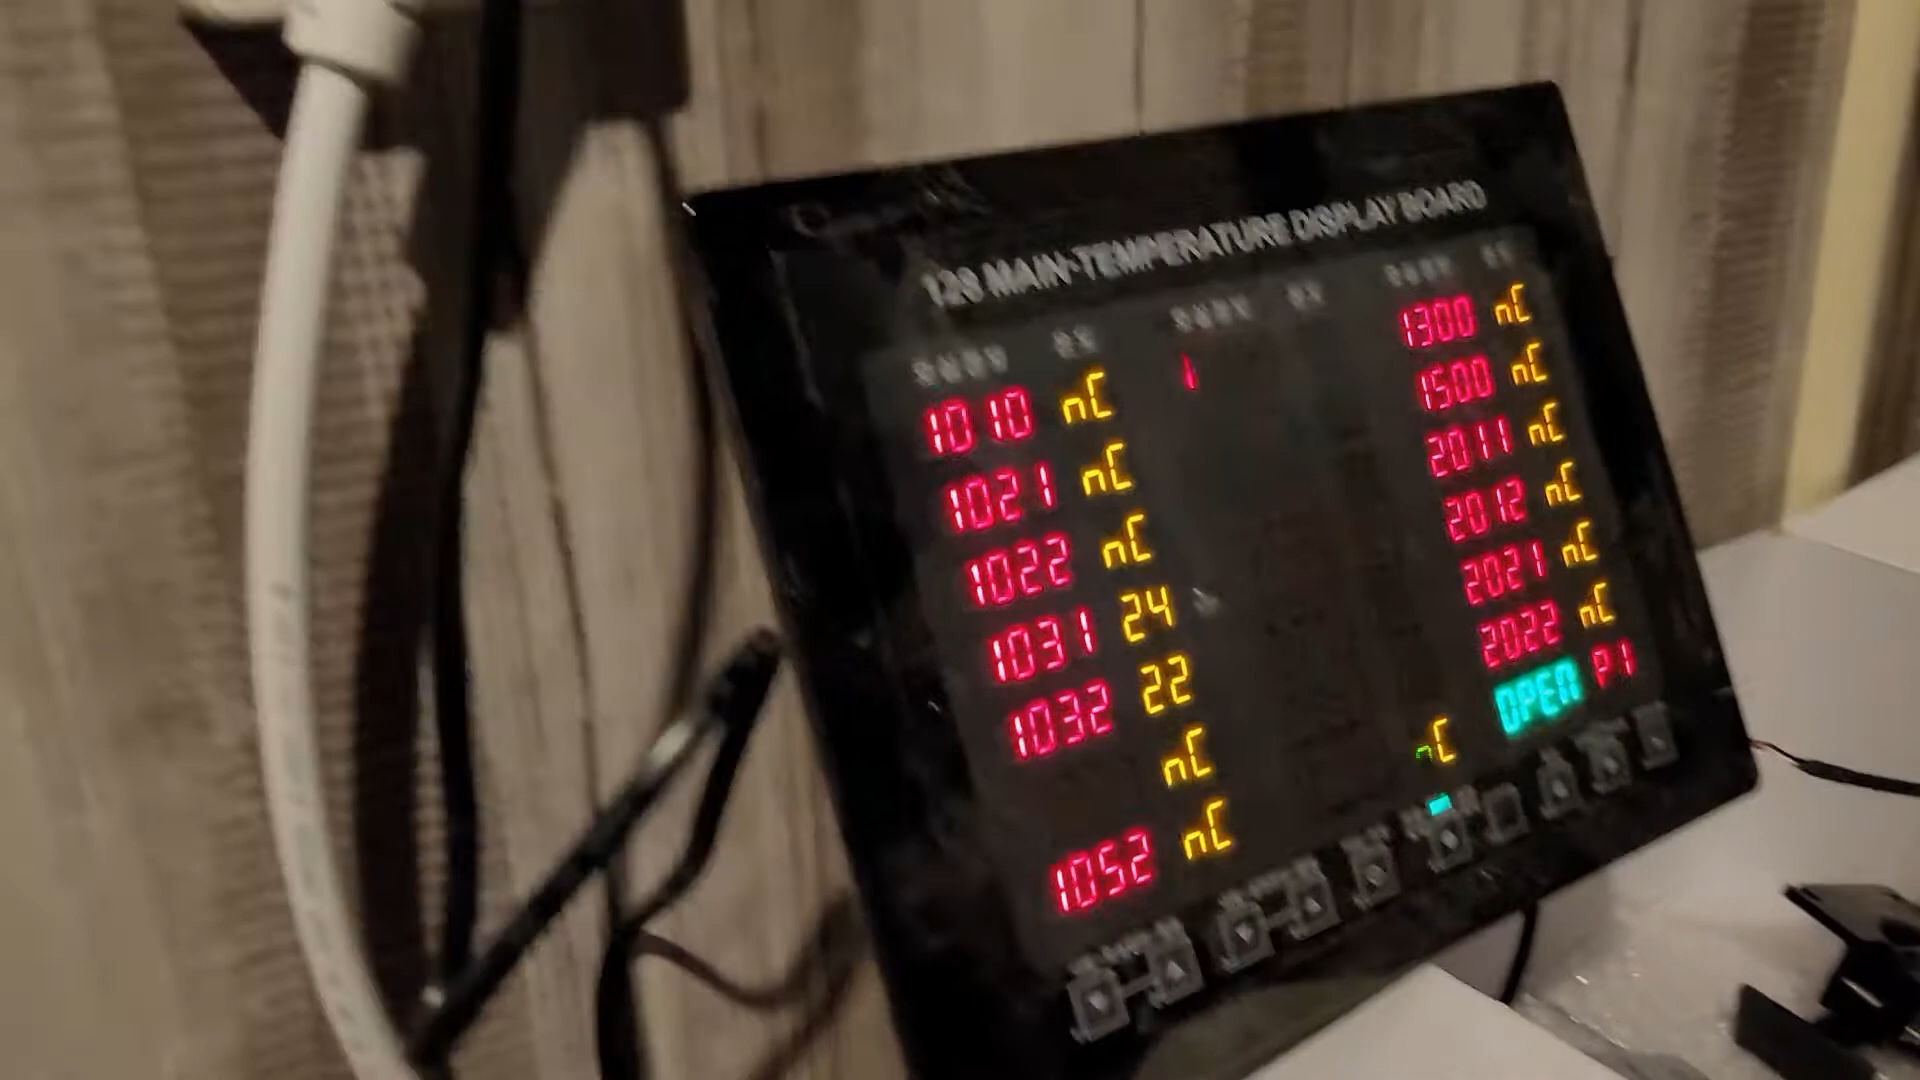 128 MAIN-TEMPERATURE DISPLAY BOARD
1010 nC 1 1300 nC
1021 nC 1500 nC
1022 nC 2011 nC
1031 24 2012 nC
1032 22 2021 nC
nC 2022 nC
1052 nC nC OPEN P1